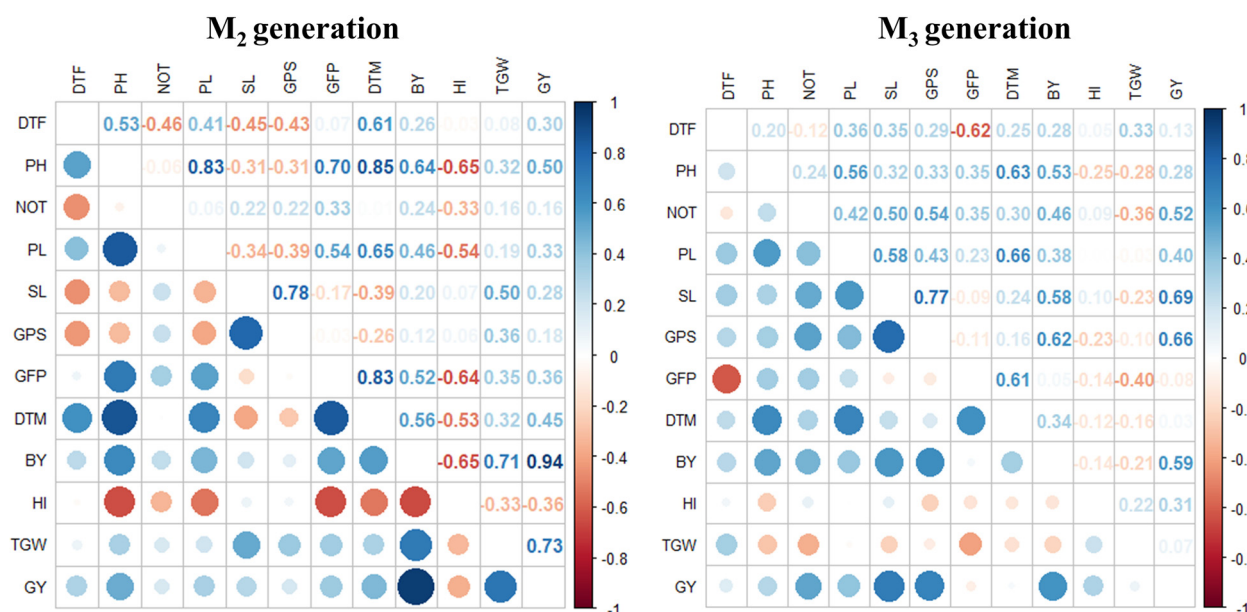 M₂ generation
DTF PH NOT PL SL GPS GFP DTM BY HI TGW GY
DTF 0.53 -0.46 0.41 -0.45 -0.43 0.07 0.61 0.26 -0.03 0.08 0.30
PH -0.06 0.83 -0.31 -0.31 0.70 0.85 0.64 -0.65 0.32 0.50
NOT 0.06 0.22 0.22 0.33 0.24 -0.33 0.16 0.16
PL -0.34 -0.39 0.54 0.65 0.46 -0.54 0.19 0.33
SL 0.78 -0.17 -0.39 0.20 0.07 0.50 0.28
GPS -0.26 0.12 0.06 0.36 0.18
GFP 0.83 0.52 -0.64 0.35 0.36
DTM 0.56 -0.53 0.32 0.45
BY -0.65 0.71 0.94
HI -0.33 -0.36
TGW 0.73
GY
1
0.8
0.6
0.4
0.2
0
-0.2
-0.4
-0.6
-0.8
-1
M₃ generation
DTF PH NOT PL SL GPS GFP DTM BY HI TGW GY
DTF 0.20 -0.12 0.36 0.35 0.29 -0.62 0.25 0.28 0.06 0.33 0.13
PH 0.24 0.56 0.32 0.33 0.35 0.63 0.53 -0.25 -0.28 0.28
NOT 0.42 0.50 0.54 0.35 0.30 0.46 0.09 -0.36 0.52
PL 0.58 0.43 0.23 0.66 0.38 0.40
SL 0.77 -0.09 0.24 0.58 0.10 -0.23 0.69
GPS -0.11 0.16 0.62 -0.23 -0.10 0.66
GFP 0.61 0.05 -0.14 -0.40 -0.08
DTM 0.34 -0.12 -0.16 0.03
BY -0.14 -0.21 0.59
HI 0.22 0.31
TGW 0.07
GY
1
0
-1